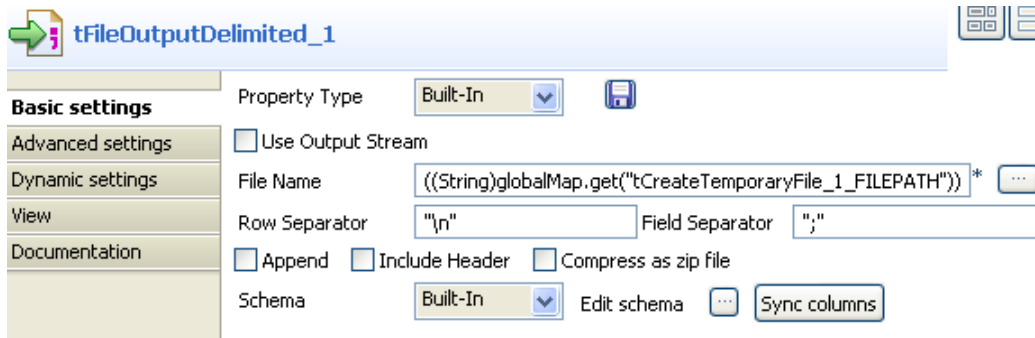 tFileOutputDelimited_1
Basic settings
Advanced settings
Dynamic settings
View
Documentation
Property Type Built-In
Use Output Stream
File Name ((String)globalMap.get("tCreateTemporaryFile_1_FILEPATH")) * ...
Row Separator "\n" Field Separator ";"
Append Include Header Compress as zip file
Schema Built-In Edit schema ... Sync columns